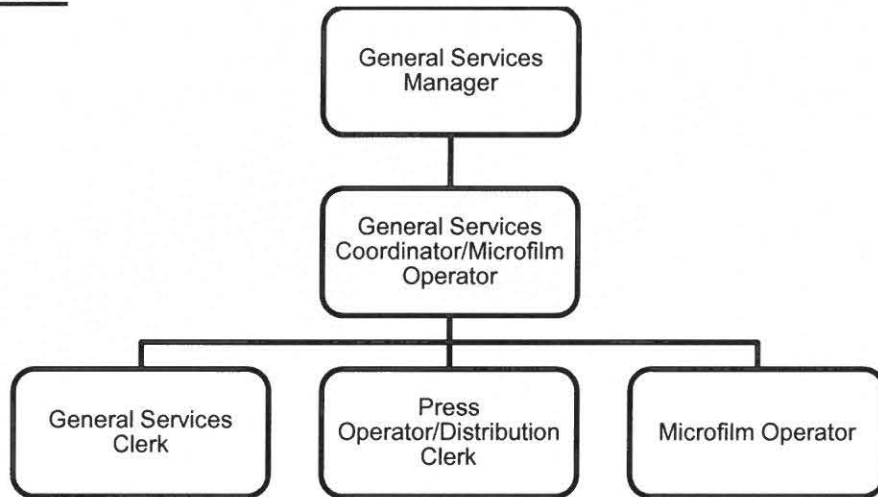 General Services
Manager
General Services
Coordinator/Microfilm
Operator
General Services
Clerk
Press
Operator/Distribution
Clerk
Microfilm Operator